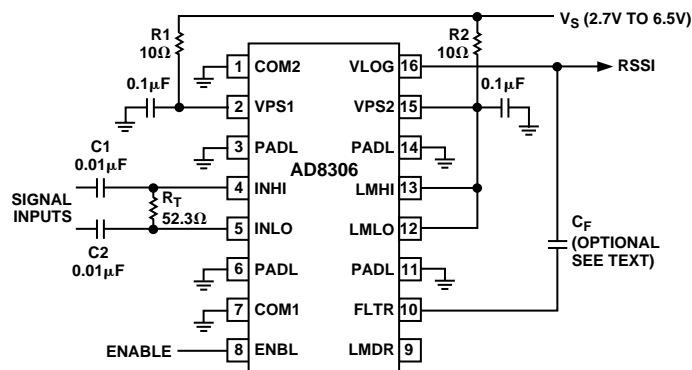 V_S (2.7V TO 6.5V)
R1
10Ω
R2
10Ω
0.1µF
1 COM2
VLOG 16
RSSI
2 VPS1
VPS2 15
0.1µF
3 PADL
PADL 14
AD8306
C1
0.01µF
4 INHI
LMHI 13
SIGNAL
INPUTS
R_T
52.3Ω
5 INLO
LMLO 12
C2
0.01µF
C_F
(OPTIONAL
SEE TEXT)
6 PADL
PADL 11
7 COM1
FLTR 10
ENABLE
8 ENBL
LMDR 9